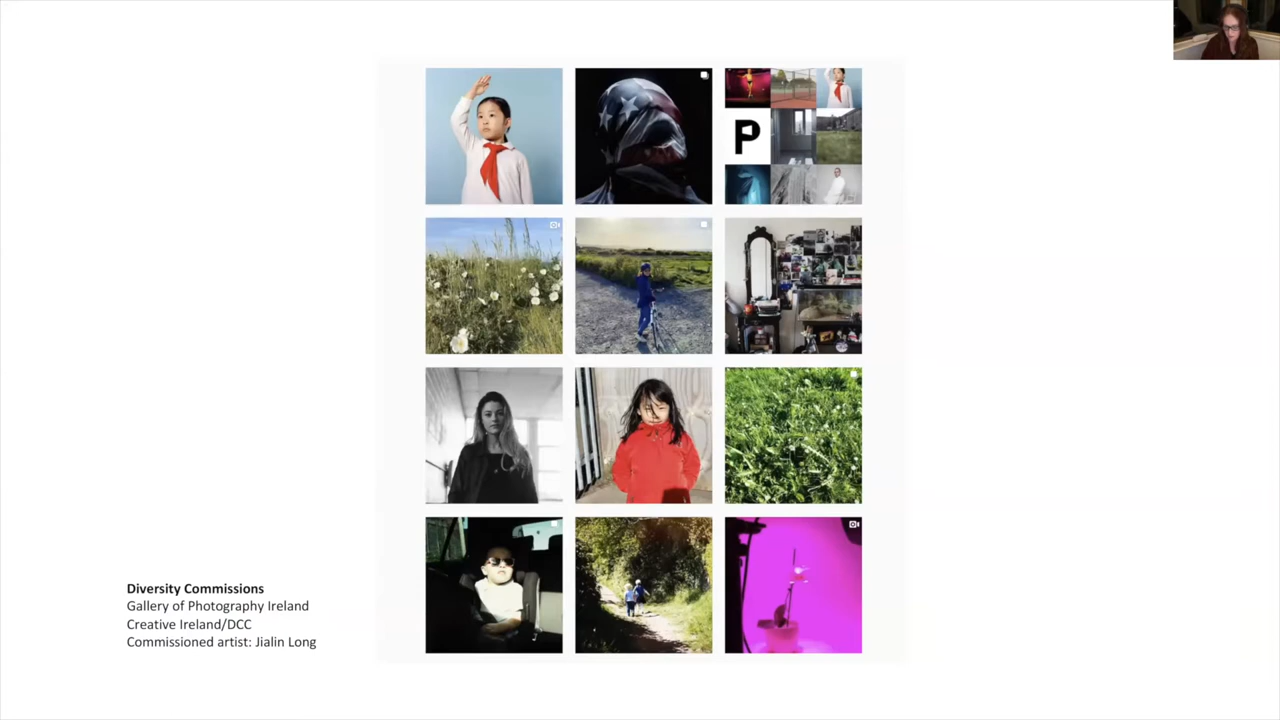 P
Diversity Commissions
Gallery of Photography Ireland
Creative Ireland/DCC
Commissioned artist: Jialin Long